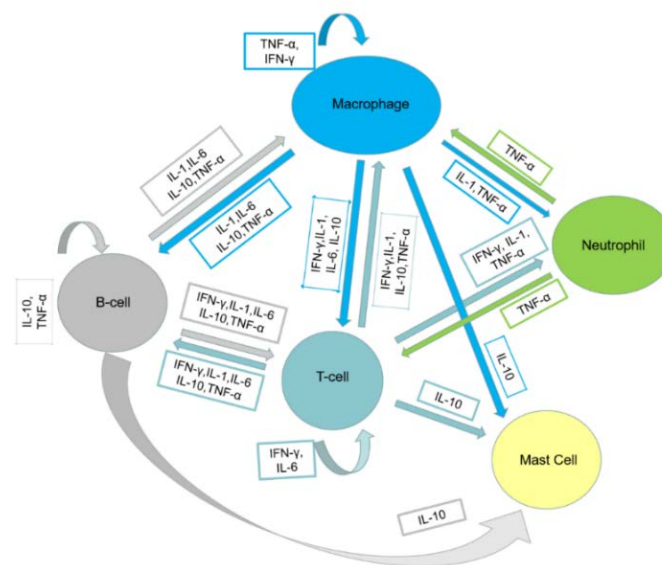 TNF-α,
IFN-γ
Macrophage
IL-1,IL-6
IL-10,TNF-α
IL-1,IL-6
IL-10,TNF-α
IFN-γ,IL-1,
IL-6, IL-10
IFN-γ,IL-1,
IL-10,TNF-α
TNF-α
IL-1,TNF-α
Neutrophil
IFN-γ, IL-1,
TNF-α
TNF-α
B-cell
IL-10,
TNF-α
IFN-γ,IL-1,IL-6
IL-10,TNF-α
IFN-γ,IL-1,IL-6
IL-10,TNF-α
T-cell
IL-10
IL-10
IFN-γ,
IL-6
Mast Cell
IL-10